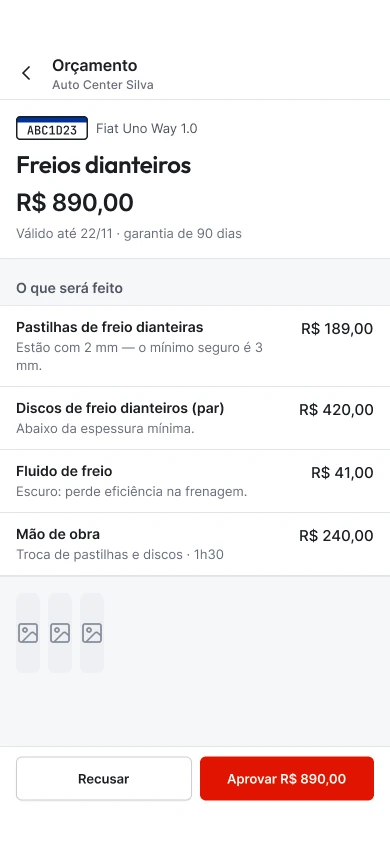 Orçamento
Auto Center Silva
ABC1D23 Fiat Uno Way 1.0
Freios dianteiros
R$ 890,00
Válido até 22/11 · garantia de 90 dias
O que será feito
Pastilhas de freio dianteiras R$ 189,00
Estão com 2 mm — o mínimo seguro é 3
mm.
Discos de freio dianteiros (par) R$ 420,00
Abaixo da espessura mínima.
Fluido de freio R$ 41,00
Escuro: perde eficiência na frenagem.
Mão de obra R$ 240,00
Troca de pastilhas e discos · 1h30
Recusar Aprovar R$ 890,00